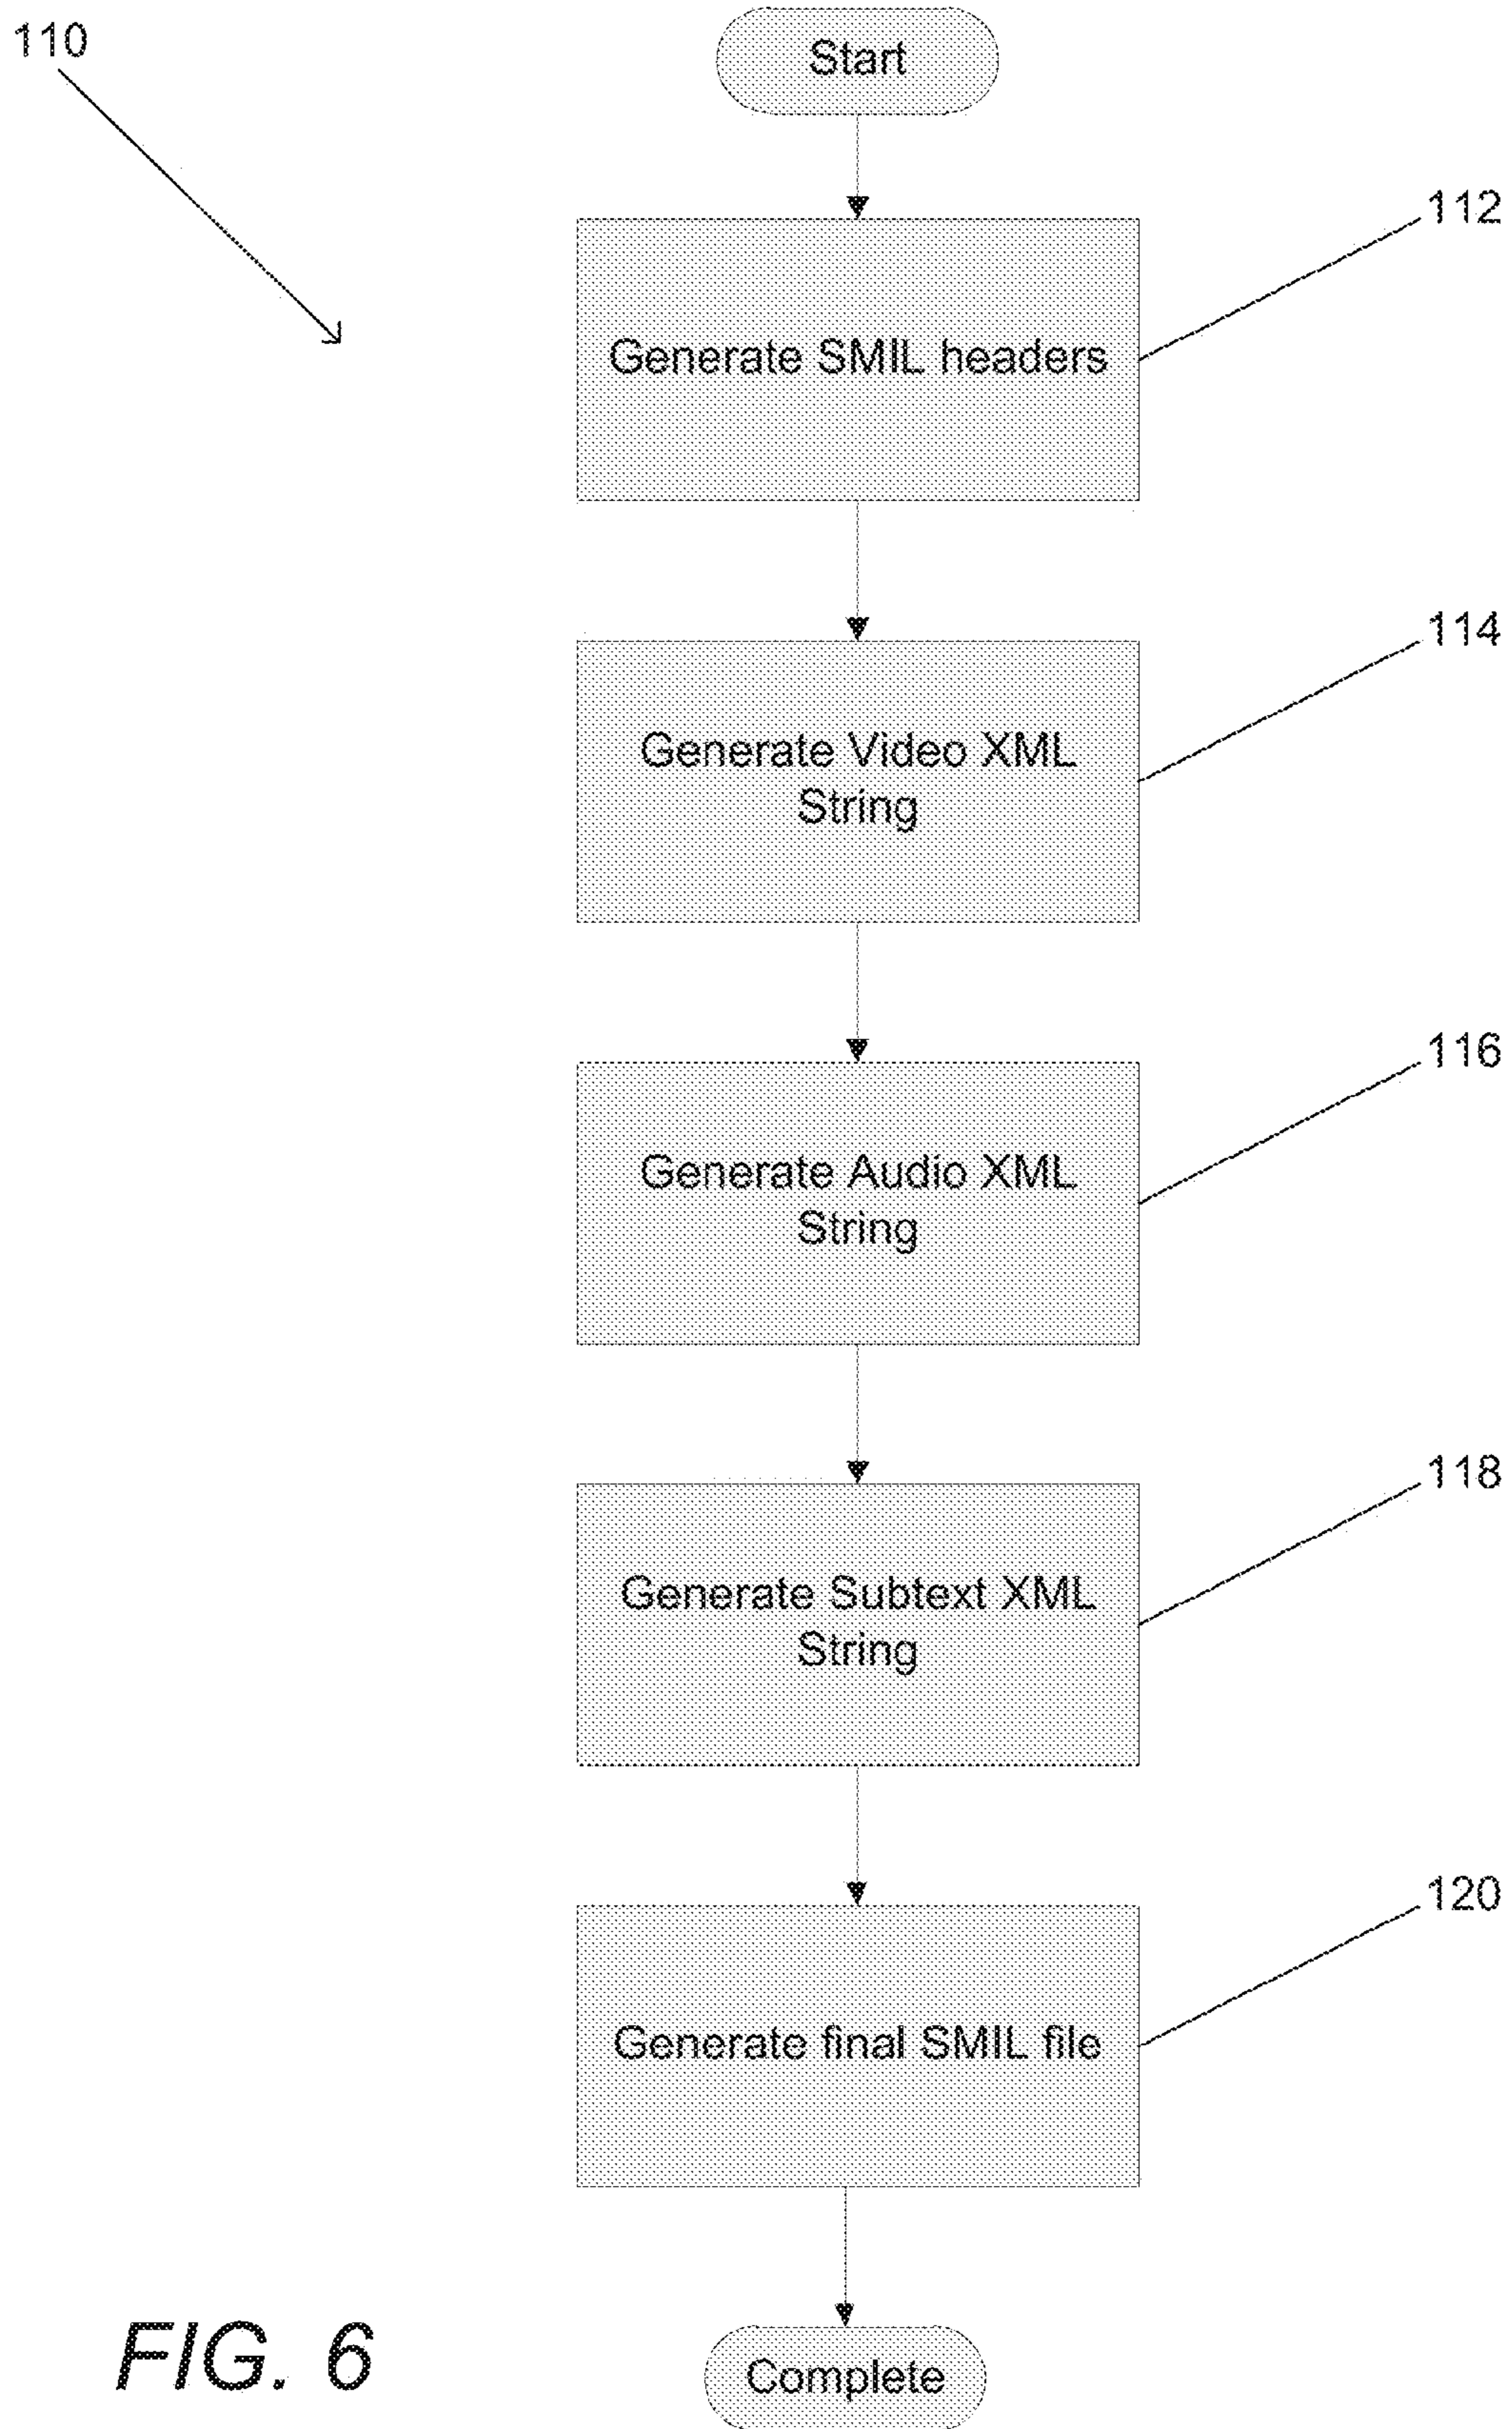 110
Start
112
Generate SMIL headers
114
Generate Video XML
String
116
Generate Audio XML
String
118
Generate Subtext XML
String
120
Generate final SMIL file
Complete
FIG. 6